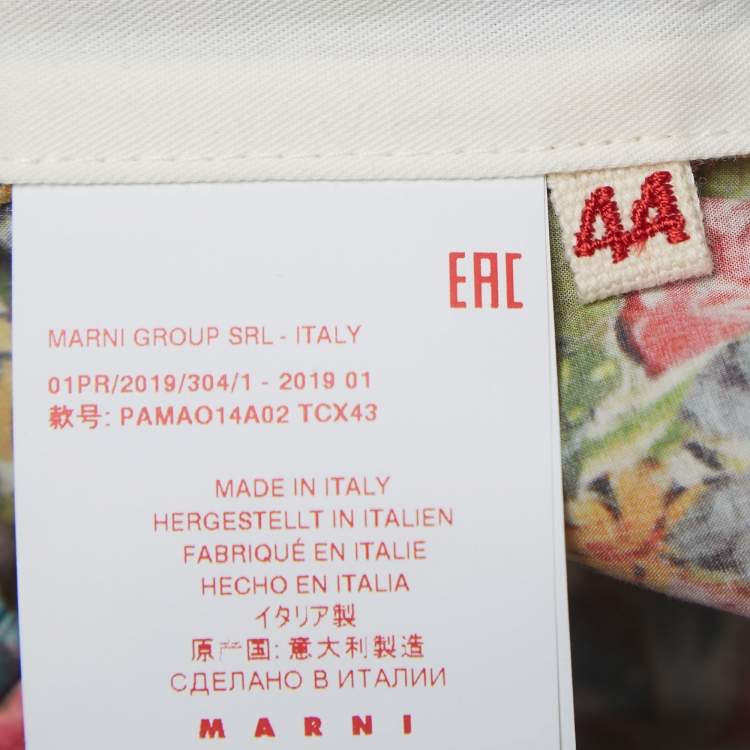 44
EAC
MARNI GROUP SRL - ITALY
01PR/2019/304/1 - 2019 01
款号: PAMAO14A02 TCX43
MADE IN ITALY
HERGESTELLT IN ITALIEN
FABRIQUÉ EN ITALIE
HECHO EN ITALIA
イタリア製
原产国: 意大利製造
СДЕЛАНО В ИТАЛИИ
MARNI